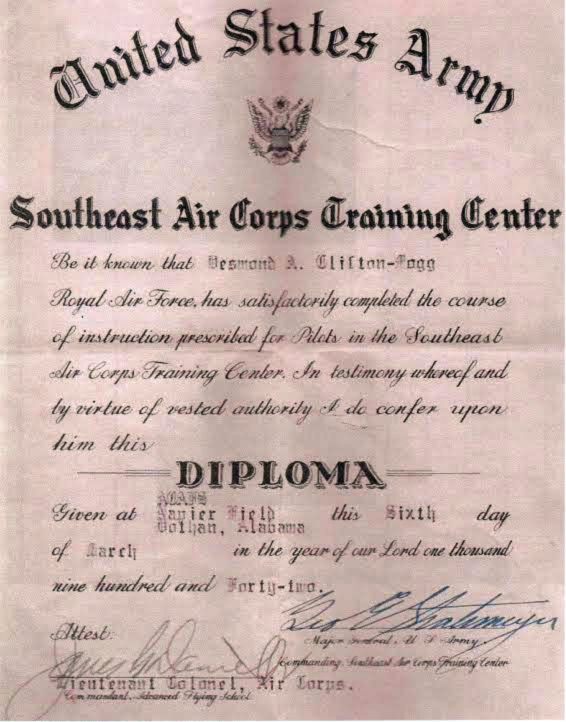 United States Army
Southeast Air Corps Training Center
Be it known that Desmond A. Clifton-Mogg
Royal Air Force, has satisfactorily completed the course
of instruction prescribed for Pilots in the Southeast
Air Corps Training Center. In testimony whereof and
by virtue of vested authority I do confer upon
him this
DIPLOMA
Given at Napier Field this Sixth day
Dothan, Alabama
of March in the year of our Lord one thousand
nine hundred and Forty-two.
Geo E Stratemeyer
Attest:
Major General, U S Army.
Commanding, Southeast Air Corps Training Center
Lieutenant Colonel, Air Corps.
Commandant, Advanced Flying School